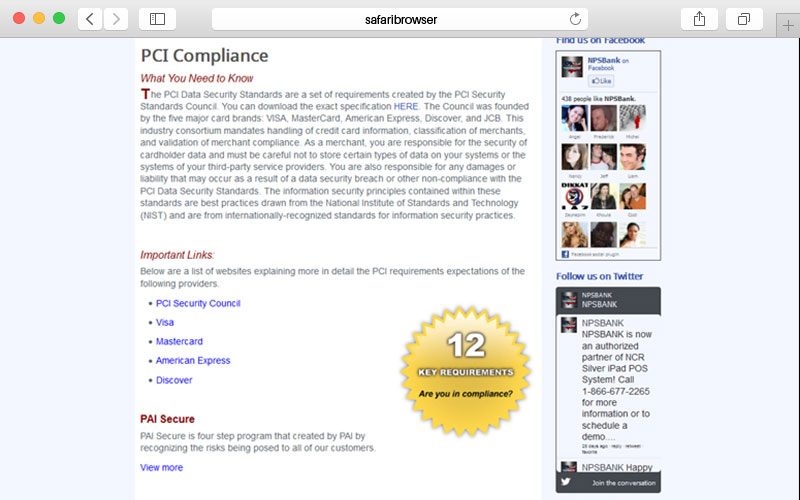 safaribrowser
PCI Compliance
What You Need to Know
The PCI Data Security Standards are a set of requirements created by the PCI Security
Standards Council. You can download the exact specification HERE. The Council was founded
by the five major card brands: VISA, MasterCard, American Express, Discover, and JCB. This
industry consortium mandates handling of credit card information, classification of merchants,
and validation of merchant compliance. As a merchant, you are responsible for the security of
cardholder data and must be careful not to store certain types of data on your systems or the
systems of your third-party service providers. You are also responsible for any damages or
liability that may occur as a result of a data security breach or other non-compliance with the
PCI Data Security Standards. The information security principles contained within these
standards are best practices drawn from the National Institute of Standards and Technology
(NIST) and are from internationally-recognized standards for information security practices.
Important Links:
Below are a list of websites explaining more in detail the PCI requirements expectations of the
following providers.
PCI Security Council
Visa
Mastercard
American Express
Discover
12
KEY REQUIREMENTS
Are you in compliance?
PAI Secure
PAI Secure is four step program that created by PAI by
recognizing the risks being posed to all of our customers.
View more
Find us on Facebook
NPSBank on
Facebook
Like
438 people like NPSBank.
Angel Frederick
Nancy Jeff Liam
DIKKAT
Khoula
Facebook social plugin
Follow us on Twitter
NPSBANK
NPSBANK
NPSBANK
NPSBANK is now
an authorized
partner of NCR
Silver iPad POS
System! Call
1-866-677-2265
for more
information or to
schedule a
demo....
reply · retweet
favorite
NPSBANK Happy
Join the conversation